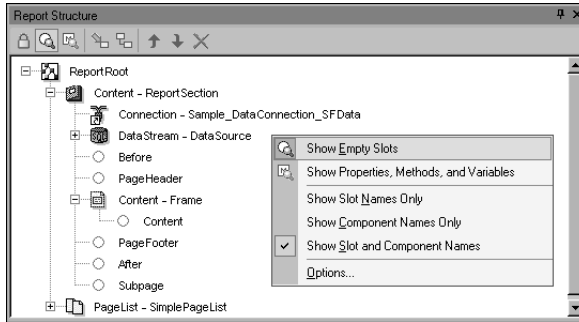 Report Structure
ReportRoot
Content - ReportSection
Connection - Sample_DataConnection_SFData
DataStream - DataSource
Before
PageHeader
Content - Frame
Content
PageFooter
After
Subpage
PageList - SimplePageList
Show Empty Slots
Show Properties, Methods, and Variables
Show Slot Names Only
Show Component Names Only
Show Slot and Component Names
Options...